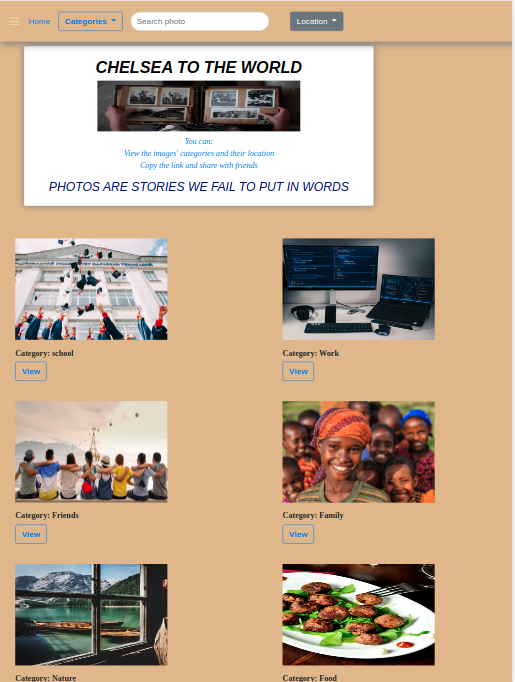 Home Categories Search photo Location
CHELSEA TO THE WORLD
You can:
View the images' categories and their location
Copy the link and share with friends
PHOTOS ARE STORIES WE FAIL TO PUT IN WORDS
Category: school
View
Category: Work
View
Category: Friends
View
Category: Family
View
Category: Nature
Category: Food